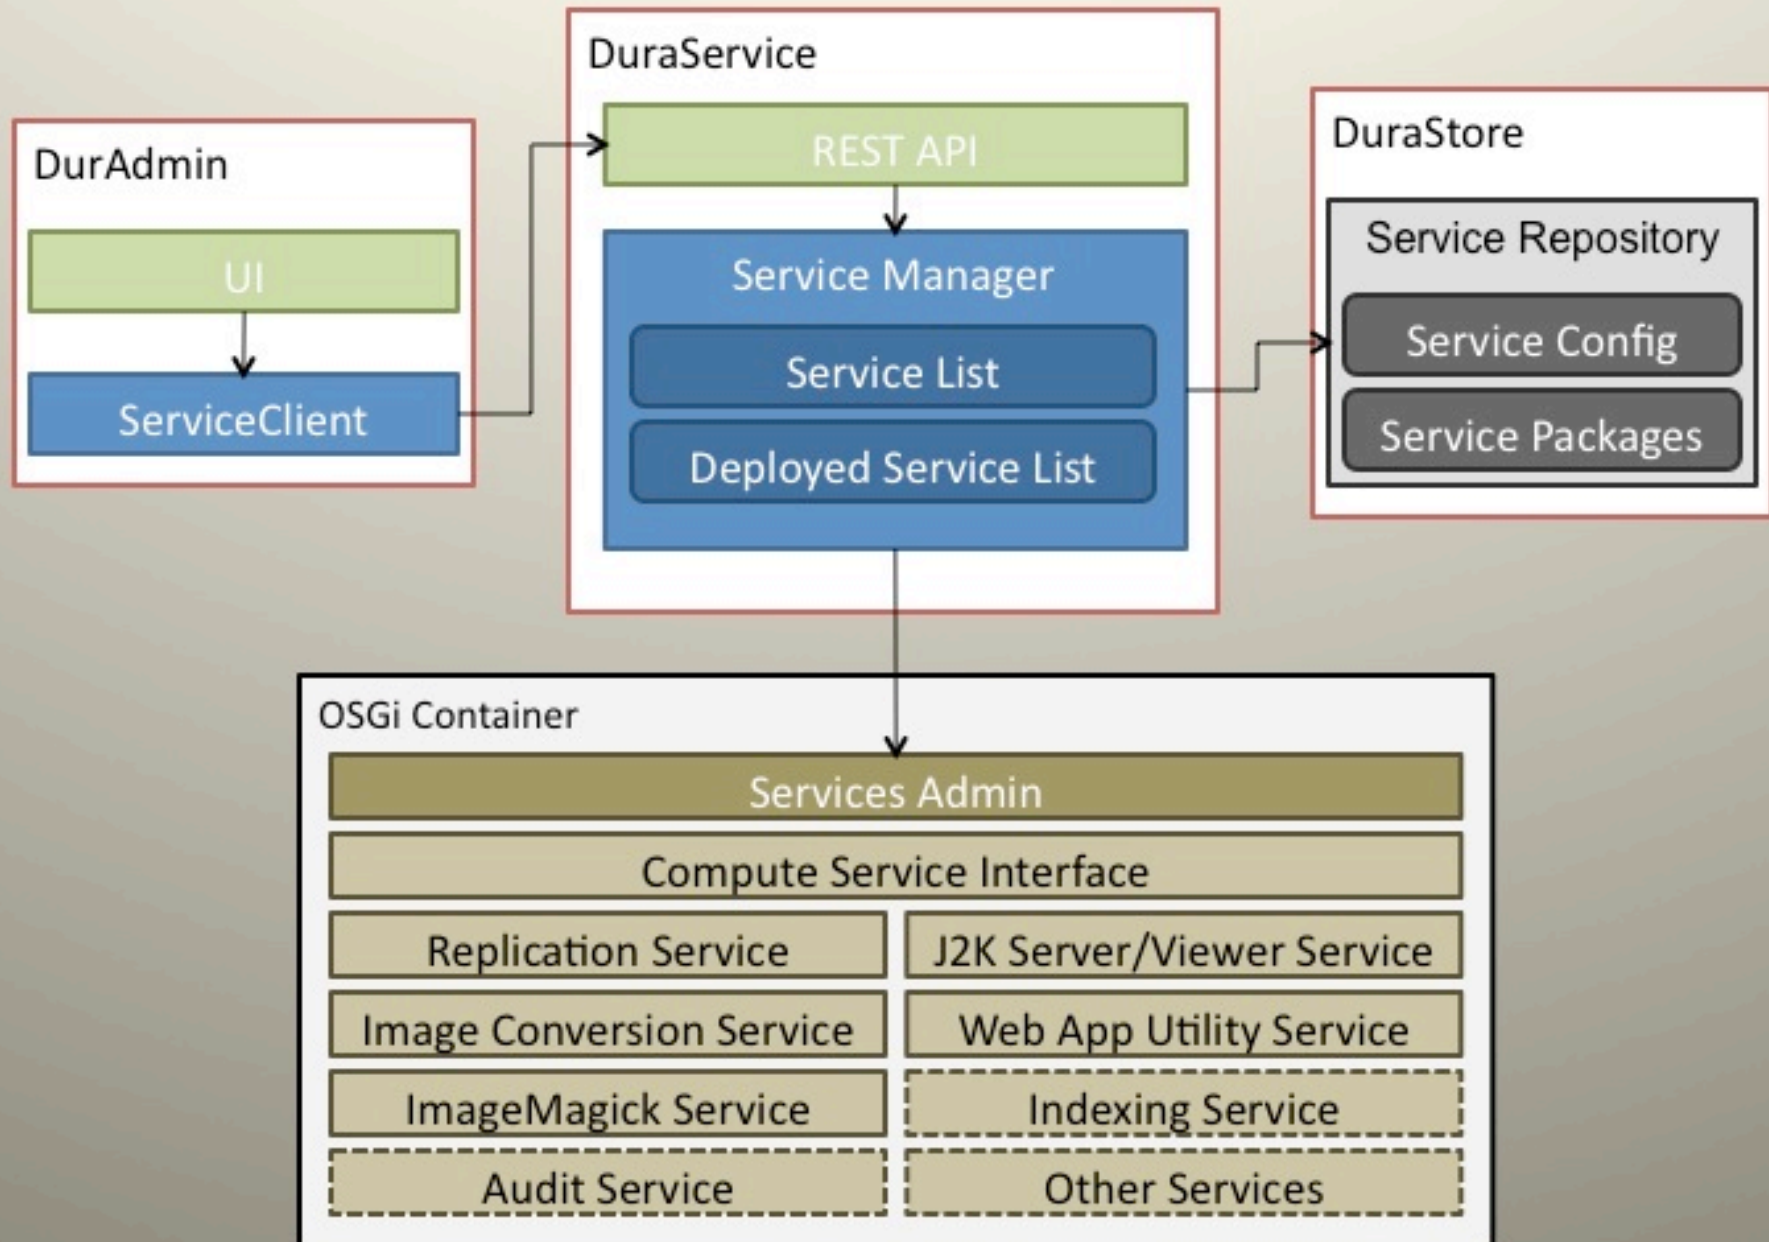 DurAdmin
UI
ServiceClient
DuraService
REST API
Service Manager
Service List
Deployed Service List
DuraStore
Service Repository
Service Config
Service Packages
OSGi Container
Services Admin
Compute Service Interface
Replication Service
J2K Server/Viewer Service
Image Conversion Service
Web App Utility Service
ImageMagick Service
Indexing Service
Audit Service
Other Services